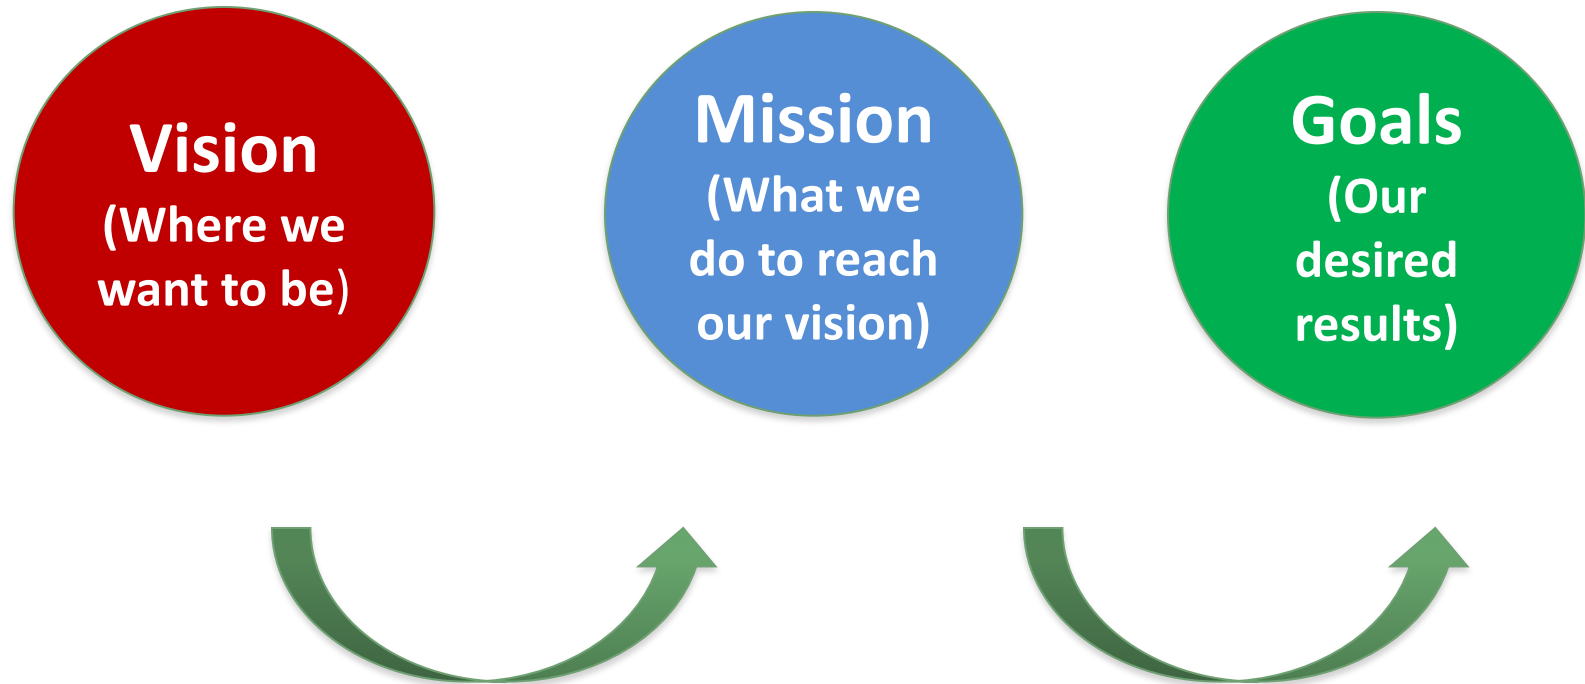 Vision
(Where we
want to be)
Mission
(What we
do to reach
our vision)
Goals
(Our
desired
results)